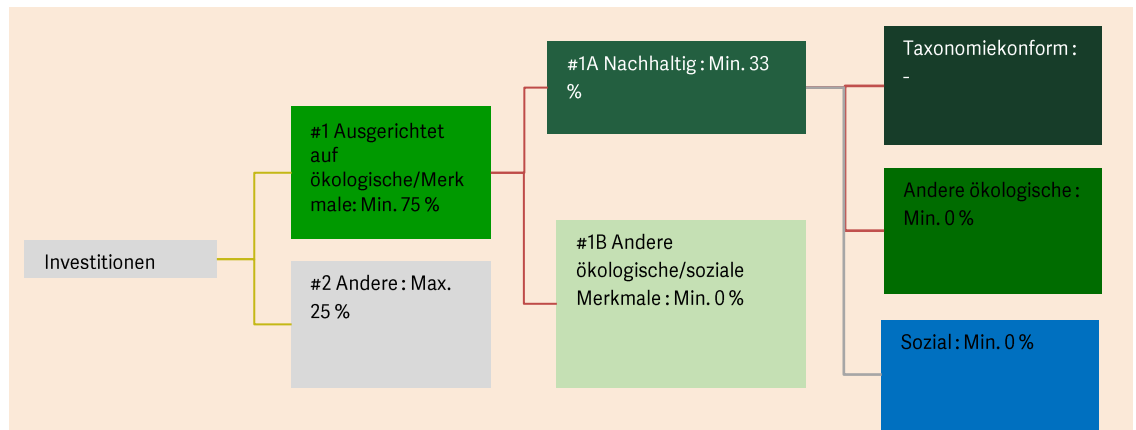 Investitionen
#1 Ausgerichtet
auf
ökologische/Merk
male: Min. 75 %
#2 Andere : Max.
25 %
#1A Nachhaltig : Min. 33
%
#1B Andere
ökologische/soziale
Merkmale : Min. 0 %
Taxonomiekonform :
-
Andere ökologische :
Min. 0 %
Sozial : Min. 0 %